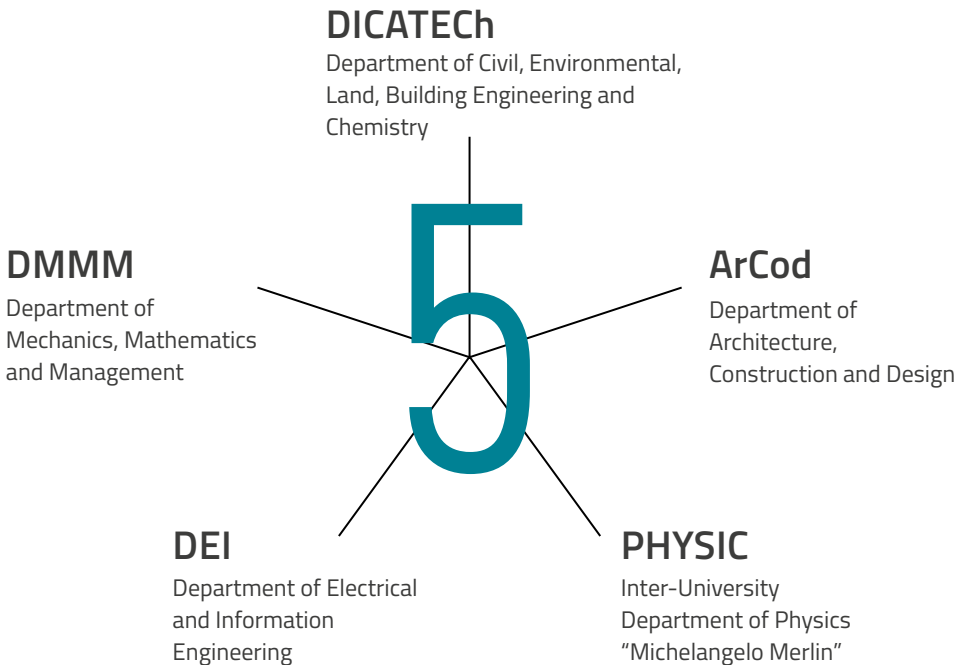 DICATECh
Department of Civil, Environmental,
Land, Building Engineering and
Chemistry
5
DMMM
Department of
Mechanics, Mathematics
and Management
ArCod
Department of
Architecture,
Construction and Design
DEI
Department of Electrical
and Information
Engineering
PHYSIC
Inter-University
Department of Physics
“Michelangelo Merlin”